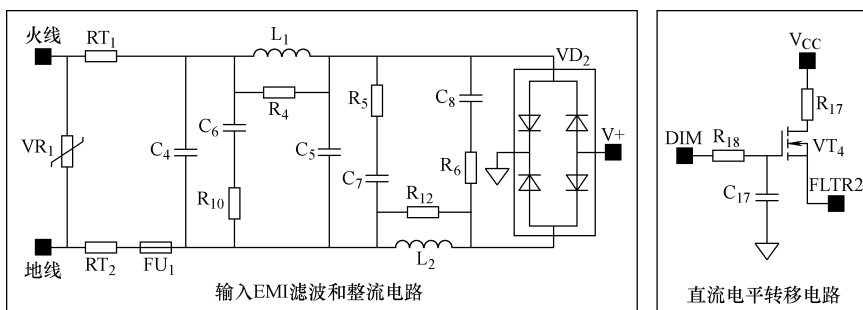 火线
RT1
L1
VD2
R4
R5
C8
C6
VR1
C4
C5
V+
R10
C7
R6
R12
地线
RT2
FU1
L2
输入EMI滤波和整流电路
VCC
R17
DIM
R18
VT4
C17
FLTR2
直流电平转移电路